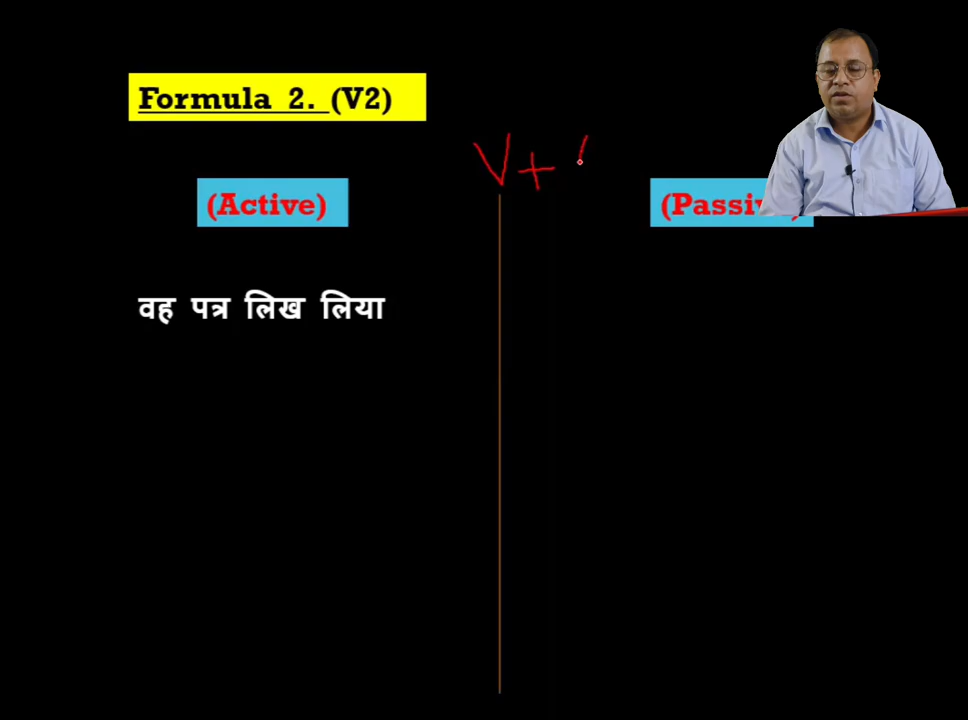 Formula 2. (V2)
V +
(Active)
वह पत्र लिख लिया